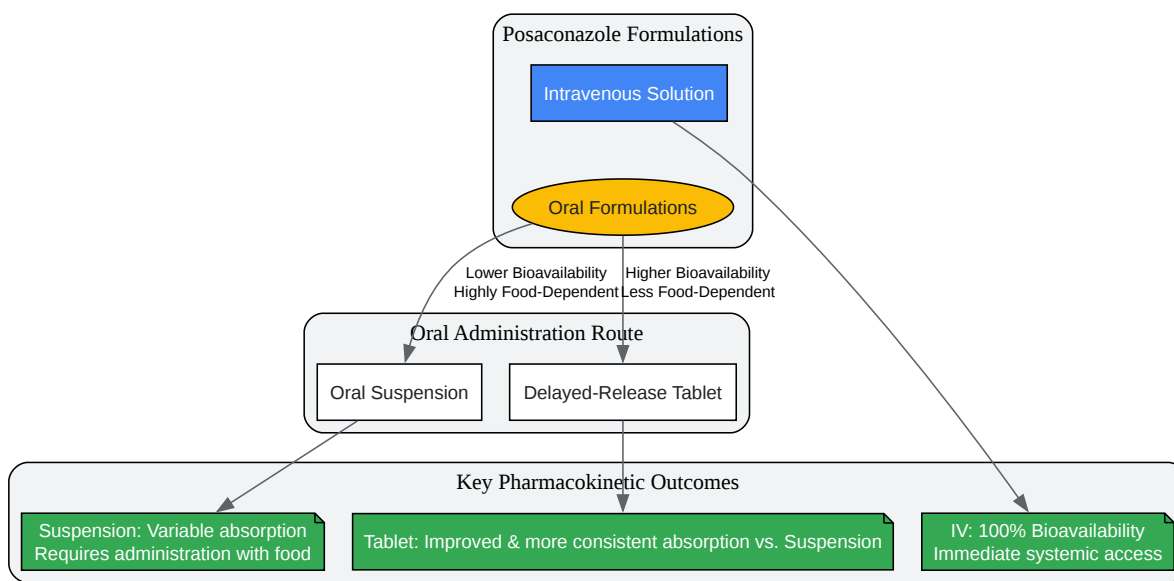 Posaconazole Formulations
Intravenous Solution
Oral Formulations
Lower Bioavailability
Highly Food-Dependent
Higher Bioavailability
Less Food-Dependent
Oral Administration Route
Oral Suspension
Delayed-Release Tablet
Key Pharmacokinetic Outcomes
Suspension: Variable absorption
Requires administration with food
Tablet: Improved & more consistent absorption vs. Suspension
IV: 100% Bioavailability
Immediate systemic access